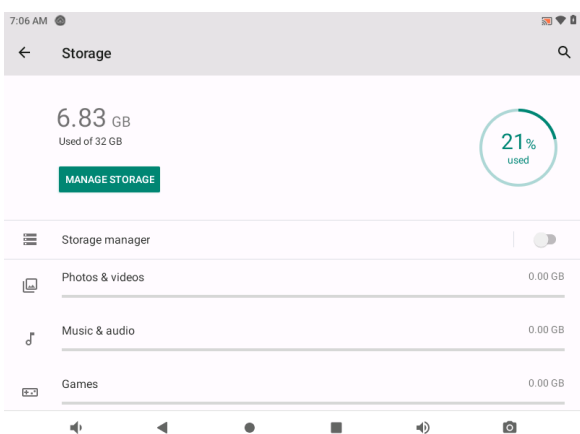 7:06 AM
Storage
6.83 GB
Used of 32 GB
MANAGE STORAGE
21%
used
Storage manager
Photos & videos
0.00 GB
Music & audio
0.00 GB
Games
0.00 GB